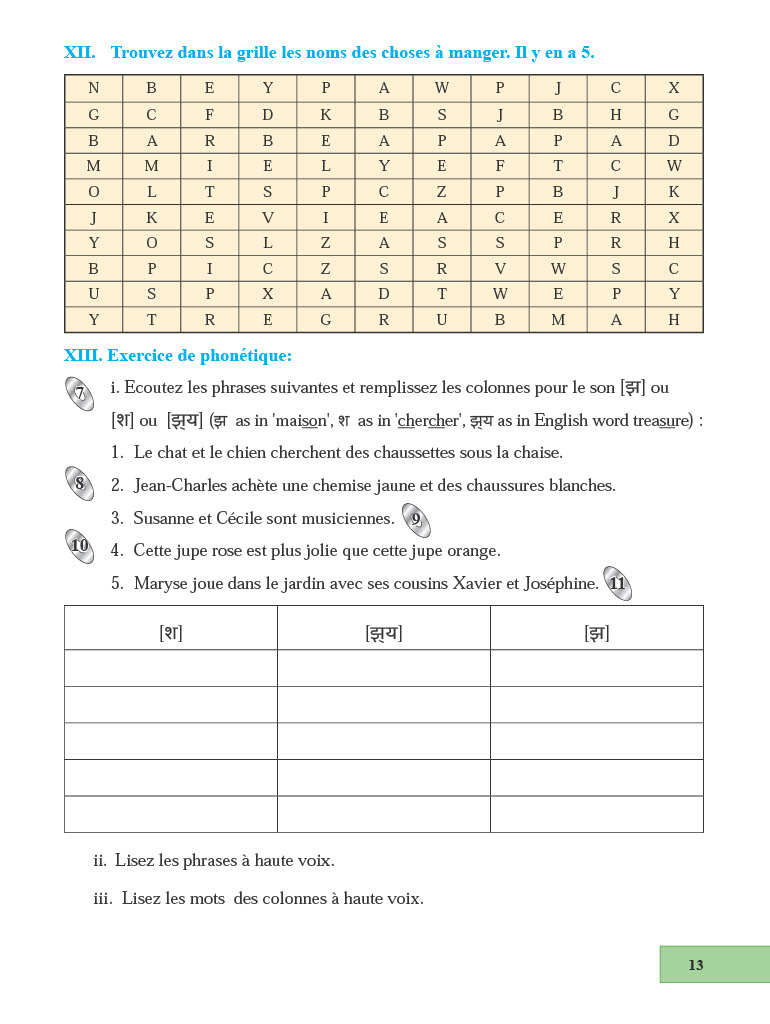 XII. Trouvez dans la grille les noms des choses à manger. Il y en a 5.
N B E Y P A W P J C X
G C F D K B S J B H G
B A R B E A P A P A D
M M I E L Y E F T C W
O L T S P C Z P B J K
J K E V I E A C E R X
Y O S L Z A S S P R H
B P I C Z S R V W S C
U S P X A D T W E P Y
Y T R E G R U B M A H
XIII. Exercice de phonétique:
7 i. Ecoutez les phrases suivantes et remplissez les colonnes pour le son [झ] ou
[श] ou [झ्य] (झ as in 'maison', श as in 'chercher', झ्य as in English word treasure) :
1. Le chat et le chien cherchent des chaussettes sous la chaise.
8 2. Jean-Charles achète une chemise jaune et des chaussures blanches.
3. Susanne et Cécile sont musiciennes. 9
10 4. Cette jupe rose est plus jolie que cette jupe orange.
5. Maryse joue dans le jardin avec ses cousins Xavier et Joséphine. 11
[श] [झ्य] [झ]
ii. Lisez les phrases à haute voix.
iii. Lisez les mots des colonnes à haute voix.
13